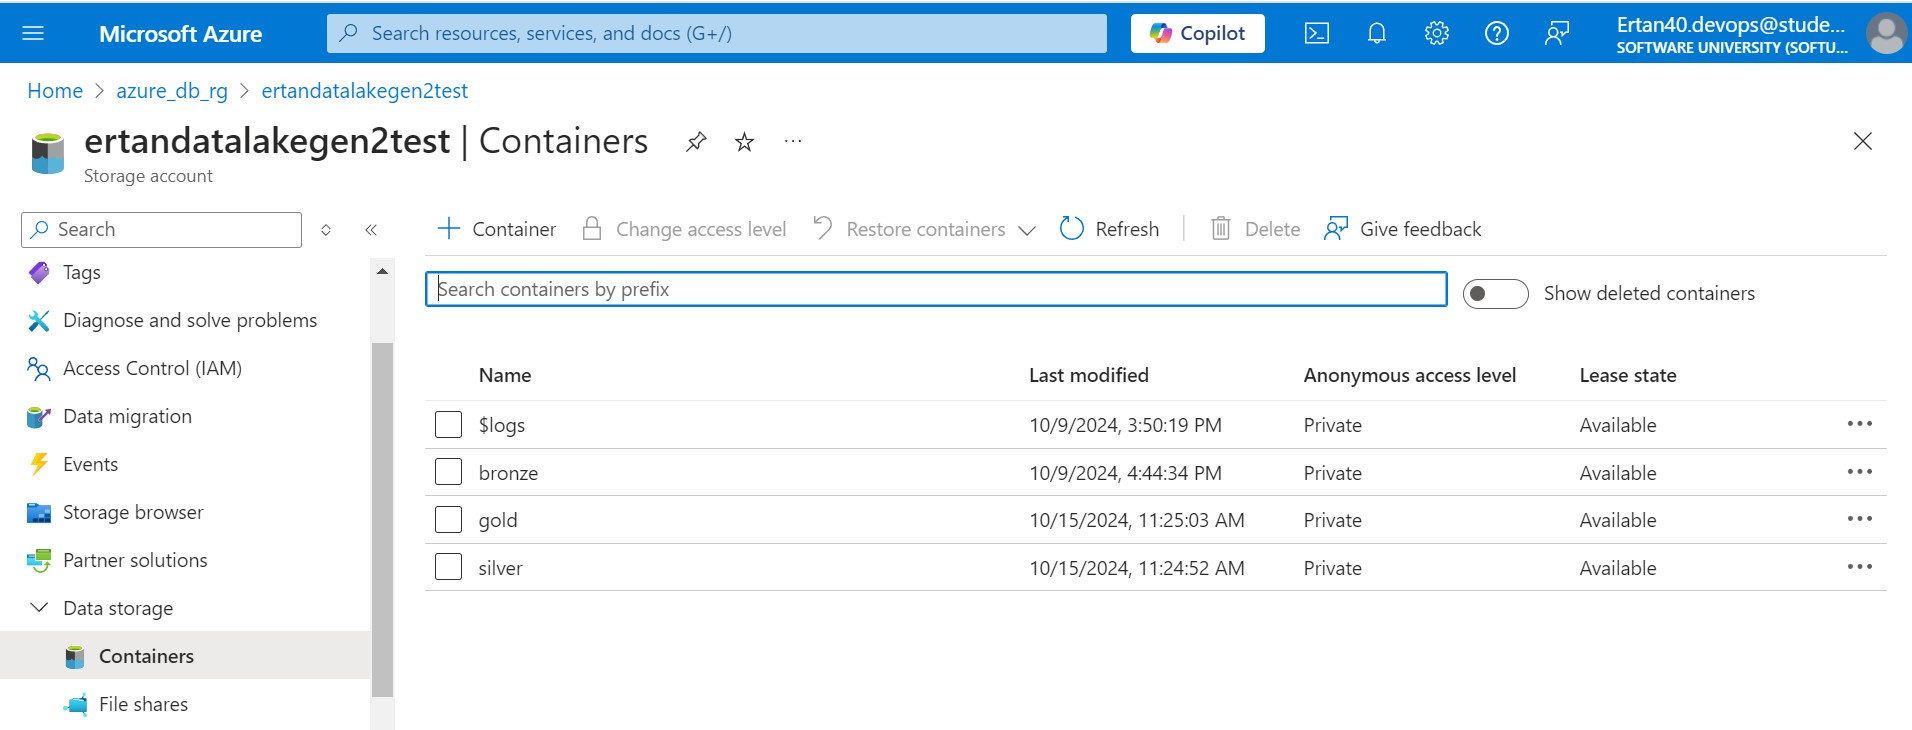 Microsoft Azure
Search resources, services, and docs (G+/)
Copilot
Ertan40.devops@stude...
SOFTWARE UNIVERSITY (SOFTU...
Home > azure_db_rg > ertandatalakegen2test
ertandatalakegen2test | Containers
Storage account
Search
Tags
Diagnose and solve problems
Access Control (IAM)
Data migration
Events
Storage browser
Partner solutions
Data storage
Containers
File shares
Container Change access level Restore containers Refresh Delete Give feedback
Search containers by prefix
Show deleted containers
Name Last modified Anonymous access level Lease state
$logs 10/9/2024, 3:50:19 PM Private Available
bronze 10/9/2024, 4:44:34 PM Private Available
gold 10/15/2024, 11:25:03 AM Private Available
silver 10/15/2024, 11:24:52 AM Private Available